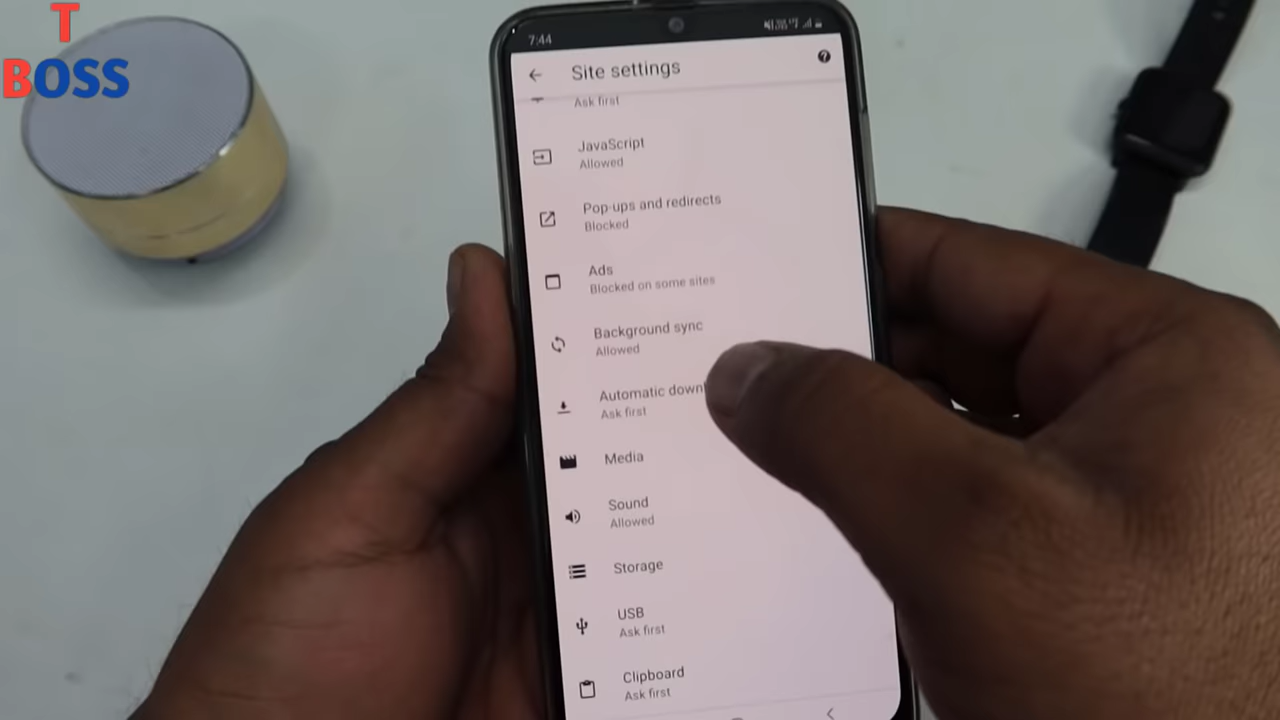 T
BOSS
7:44
Site settings
Ask first
JavaScript
Allowed
Pop-ups and redirects
Blocked
Ads
Blocked on some sites
Background sync
Allowed
Automatic
Ask first
Media
Sound
Allowed
Storage
USB
Ask first
Clipboard
Ask first